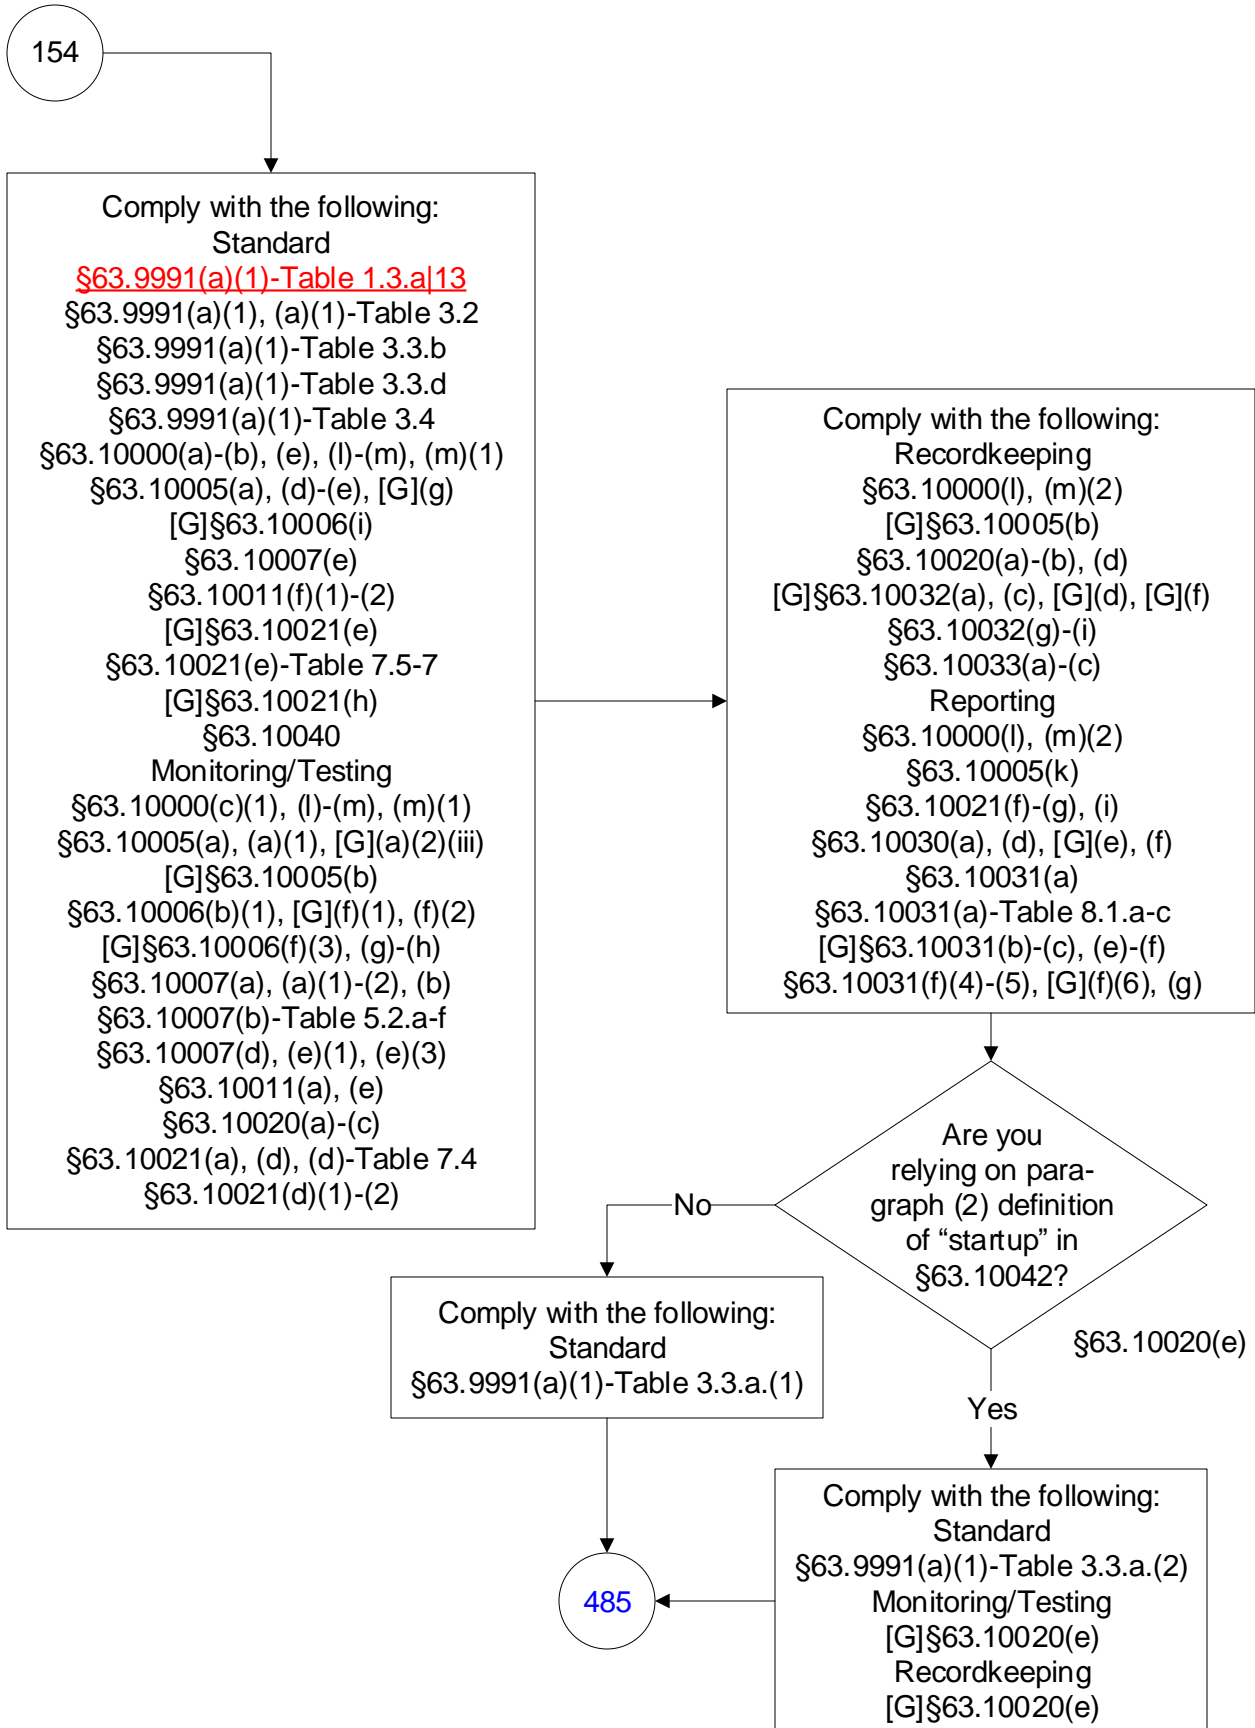 154
Comply with the following:
Standard
§63.9991(a)(1)-Table 1.3.a|13
§63.9991(a)(1), (a)(1)-Table 3.2
§63.9991(a)(1)-Table 3.3.b
§63.9991(a)(1)-Table 3.3.d
§63.9991(a)(1)-Table 3.4
§63.10000(a)-(b), (e), (l)-(m), (m)(1)
§63.10005(a), (d)-(e), [G](g)
[G]§63.10006(i)
§63.10007(e)
§63.10011(f)(1)-(2)
[G]§63.10021(e)
§63.10021(e)-Table 7.5-7
[G]§63.10021(h)
§63.10040
Monitoring/Testing
§63.10000(c)(1), (l)-(m), (m)(1)
§63.10005(a), (a)(1), [G](a)(2)(iii)
[G]§63.10005(b)
§63.10006(b)(1), [G](f)(1), (f)(2)
[G]§63.10006(f)(3), (g)-(h)
§63.10007(a), (a)(1)-(2), (b)
§63.10007(b)-Table 5.2.a-f
§63.10007(d), (e)(1), (e)(3)
§63.10011(a), (e)
§63.10020(a)-(c)
§63.10021(a), (d), (d)-Table 7.4
§63.10021(d)(1)-(2)
Comply with the following:
Recordkeeping
§63.10000(l), (m)(2)
[G]§63.10005(b)
§63.10020(a)-(b), (d)
[G]§63.10032(a), (c), [G](d), [G](f)
§63.10032(g)-(i)
§63.10033(a)-(c)
Reporting
§63.10000(l), (m)(2)
§63.10005(k)
§63.10021(f)-(g), (i)
§63.10030(a), (d), [G](e), (f)
§63.10031(a)
§63.10031(a)-Table 8.1.a-c
[G]§63.10031(b)-(c), (e)-(f)
§63.10031(f)(4)-(5), [G](f)(6), (g)
Are you
relying on para-
graph (2) definition
of “startup” in
§63.10042?
§63.10020(e)
No
Comply with the following:
Standard
§63.9991(a)(1)-Table 3.3.a.(1)
Yes
Comply with the following:
Standard
§63.9991(a)(1)-Table 3.3.a.(2)
Monitoring/Testing
[G]§63.10020(e)
Recordkeeping
[G]§63.10020(e)
485